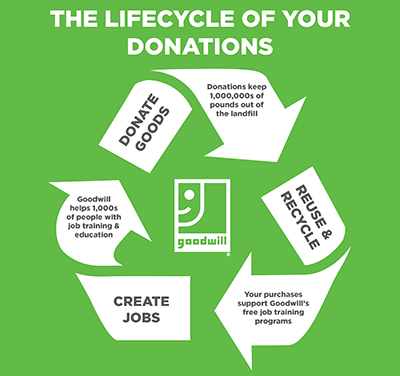 THE LIFECYCLE OF YOUR
DONATIONS
DONATE
GOODS
Donations keep
1,000,000s of
pounds out of
the landfill
REUSE &
RECYCLE
Your purchases
support Goodwill's
free job training
programs
CREATE
JOBS
Goodwill
helps 1,000s
of people with
job training &
education
goodwill
®